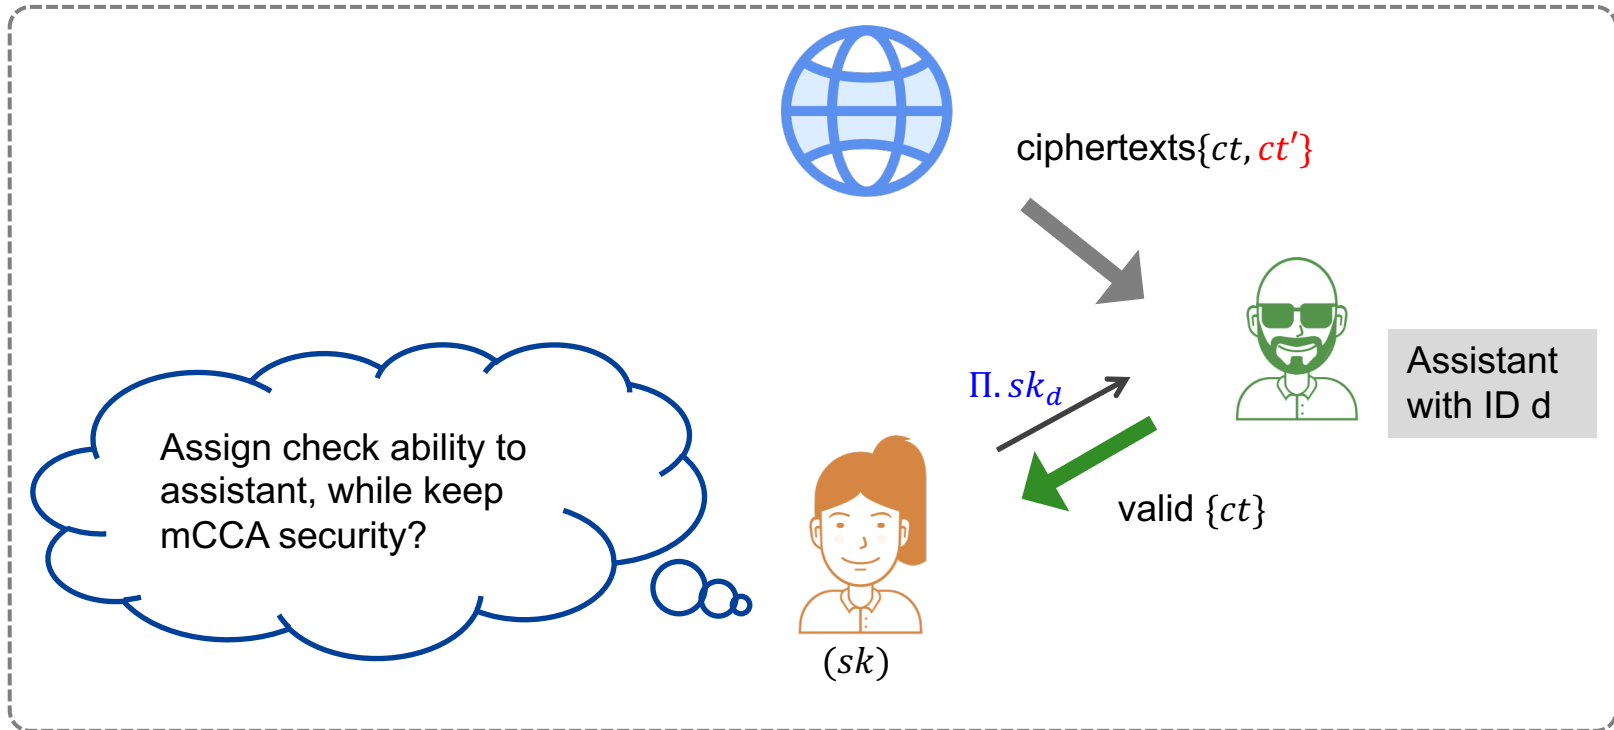 ciphertexts{ct, ct′}
Π. sk_d
Assistant
with ID d
Assign check ability to
assistant, while keep
mCCA security?
valid {ct}
(sk)